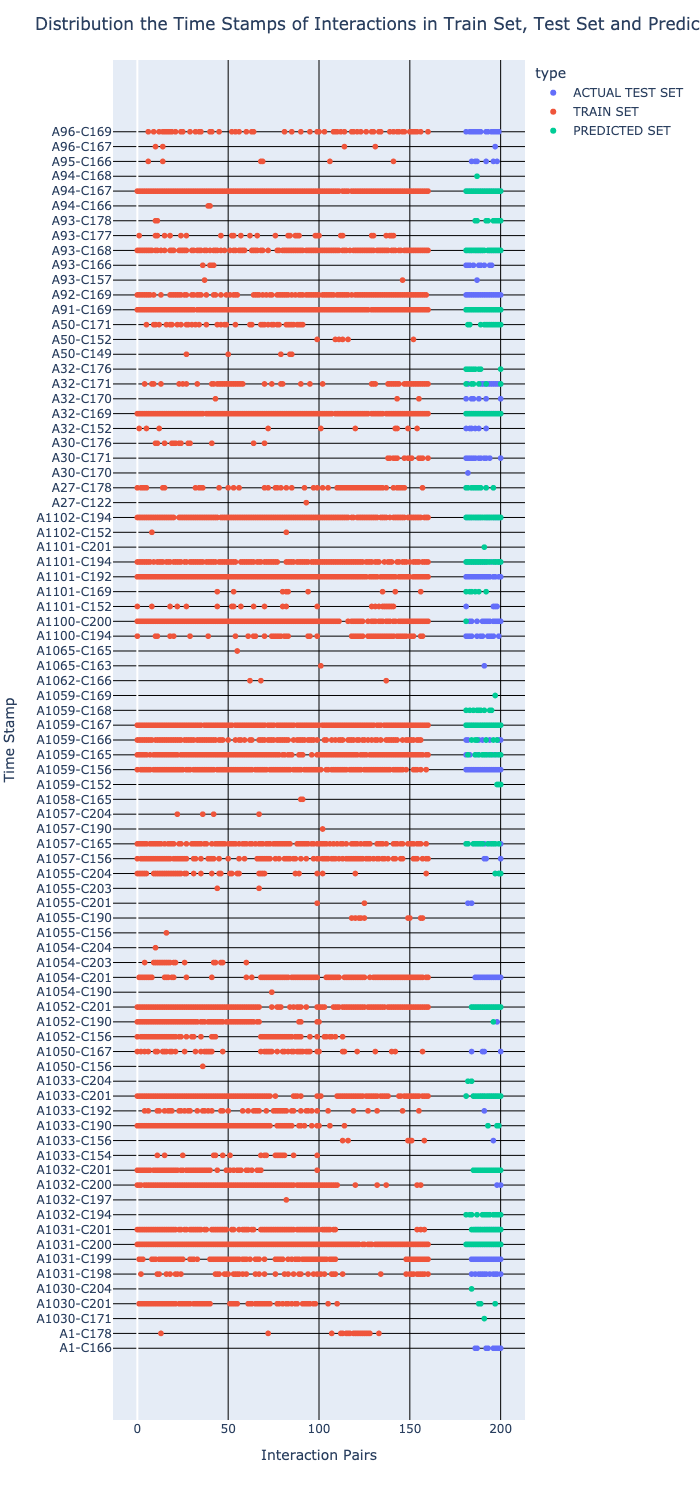 Distribution the Time Stamps of Interactions in Train Set, Test Set and Predic
type
ACTUAL TEST SET
TRAIN SET
PREDICTED SET
A96-C169
A96-C167
A95-C166
A94-C168
A94-C167
A94-C166
A93-C178
A93-C177
A93-C168
A93-C166
A93-C157
A92-C169
A91-C169
A50-C171
A50-C152
A50-C149
A32-C176
A32-C171
A32-C170
A32-C169
A32-C152
A30-C176
A30-C171
A30-C170
A27-C178
A27-C122
A1102-C194
A1102-C152
A1101-C201
A1101-C194
A1101-C192
A1101-C169
A1101-C152
A1100-C200
A1100-C194
A1065-C165
A1065-C163
A1062-C166
A1059-C169
A1059-C168
A1059-C167
A1059-C166
A1059-C165
A1059-C156
A1059-C152
A1058-C165
A1057-C204
A1057-C190
A1057-C165
A1057-C156
A1055-C204
A1055-C203
A1055-C201
A1055-C190
A1055-C156
A1054-C204
A1054-C203
A1054-C201
A1054-C190
A1052-C201
A1052-C190
A1052-C156
A1050-C167
A1050-C156
A1033-C204
A1033-C201
A1033-C192
A1033-C190
A1033-C156
A1033-C154
A1032-C201
A1032-C200
A1032-C197
A1032-C194
A1031-C201
A1031-C200
A1031-C199
A1031-C198
A1030-C204
A1030-C201
A1030-C171
A1-C178
A1-C166
Time Stamp
0 50 100 150 200
Interaction Pairs